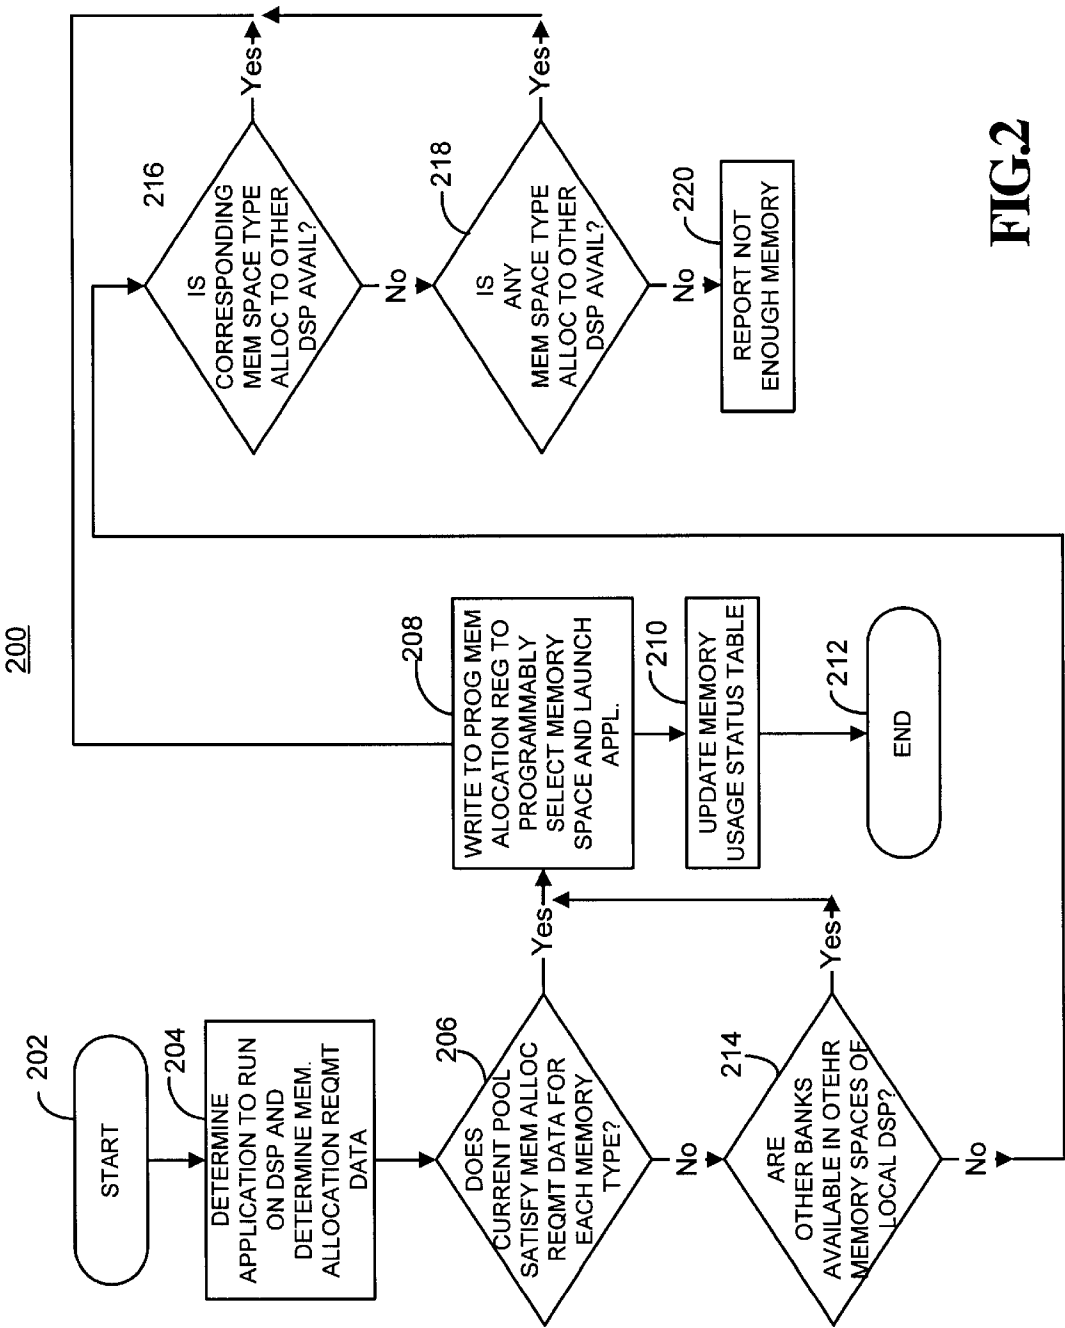 200
202
START
204
DETERMINE
APPLICATION TO RUN
ON DSP AND
DETERMINE MEM.
ALLOCATION REQMT
DATA
206
DOES
CURRENT POOL
SATISFY MEM ALLOC
REQMT DATA FOR
EACH MEMORY
TYPE?
Yes
No
214
ARE
OTHER BANKS
AVAILABLE IN OTEHR
MEMORY SPACES OF
LOCAL DSP?
Yes
No
208
WRITE TO PROG MEM
ALOCATION REG TO
PROGRAMMABLY
SELECT MEMORY
SPACE AND LAUNCH
APPL.
210
UPDATE MEMORY
USAGE STATUS TABLE
212
END
216
IS
CORRESPONDING
MEM SPACE TYPE
ALLOC TO OTHER
DSP AVAIL?
Yes
No
218
IS
ANY
MEM SPACE TYPE
ALLOC TO OTHER
DSP AVAIL?
Yes
No
220
REPORT NOT
ENOUGH MEMORY
FIG.2